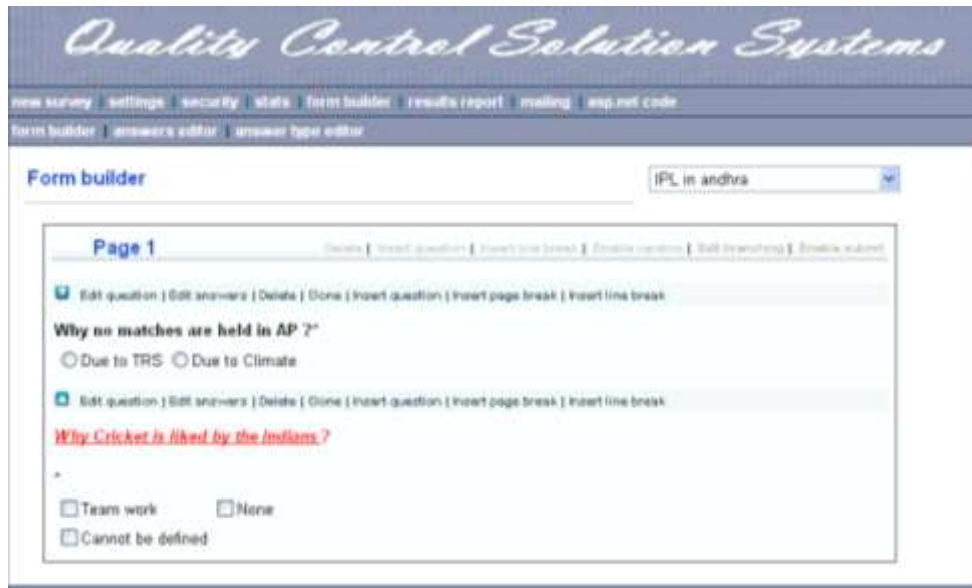 Quality Control Solution Systems
new survey | settings | security | stats | form builder | results report | mailing | asp.net code
form builder | answers editor | answer type editor
Form builder
IPL in andhra
Page 1
Delete | Insert question | Insert line break | Enable random | Edit branching | Enable submit
Edit question | Edit answers | Delete | Clone | Insert question | Insert page break | Insert line break
Why no matches are held in AP ?*
Due to TRS Due to Climate
Edit question | Edit answers | Delete | Clone | Insert question | Insert page break | Insert line break
Why Cricket is liked by the Indians ?
*
Team work None
Cannot be defined